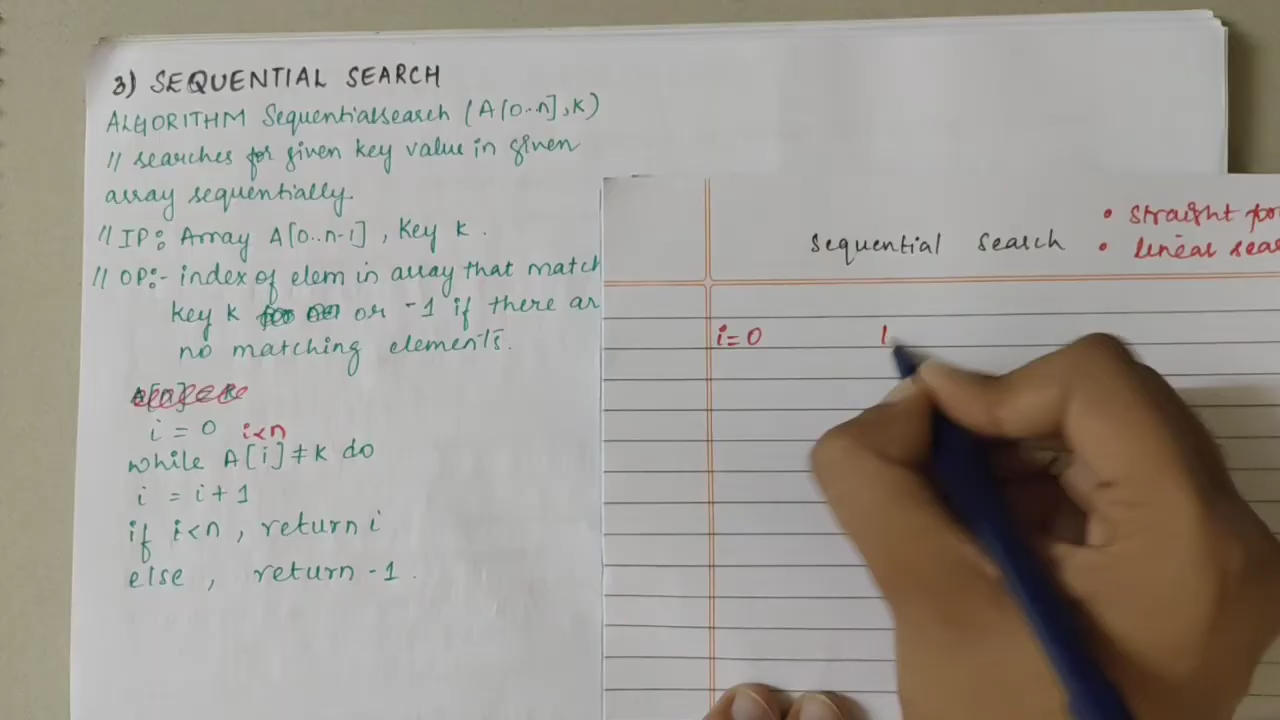 3) SEQUENTIAL SEARCH
ALGORITHM Sequentialsearch (A[0..n], K)
// searches for given key value in given
array sequentially.
// IP: Array A[0..n-1], Key K.
// OP:- index of elem in array that match
key K or -1 if there ar
no matching elements.
i = 0 i<n
while A[i] ≠ K do
i = i + 1
if i<n, return i
else, return -1.
• straight for
Sequential Search • linear sear
i=0